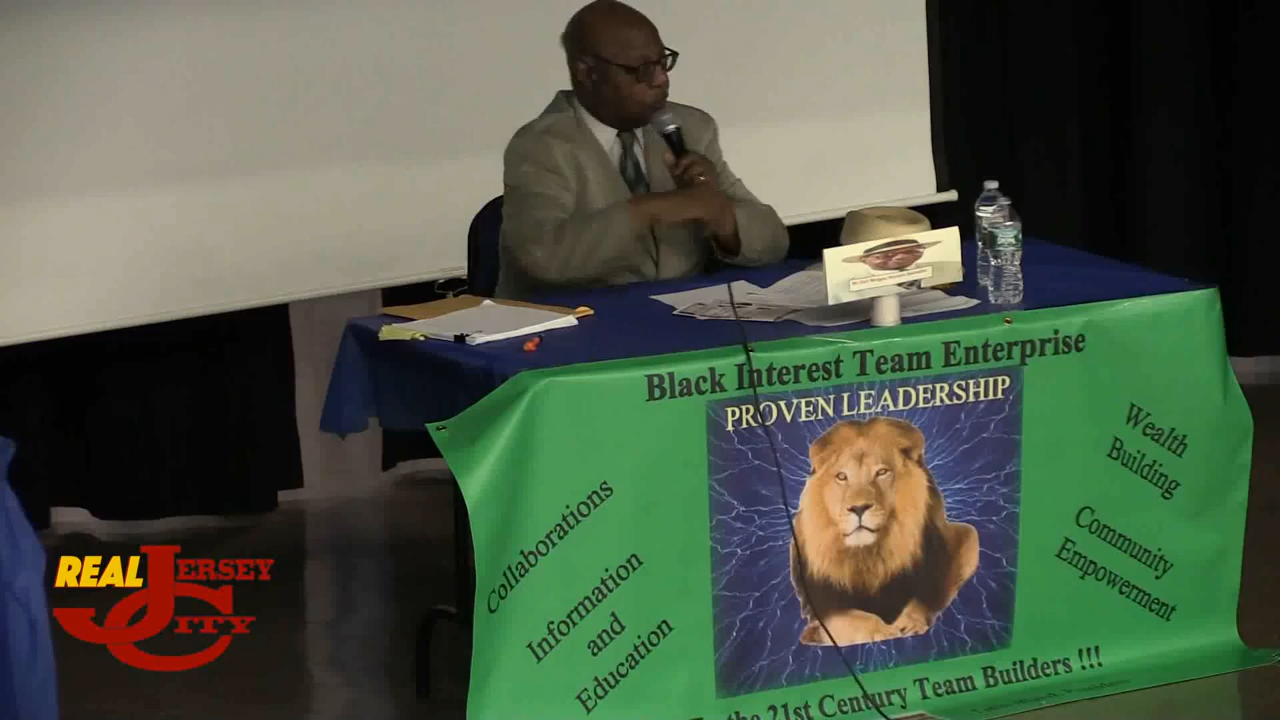 Black Interest Team Enterprise
PROVEN LEADERSHIP
Collaborations
Information
and
Education
Wealth
Building
Community
Empowerment
the 21st Century Team Builders !!!
REAL JERSEY
CITY